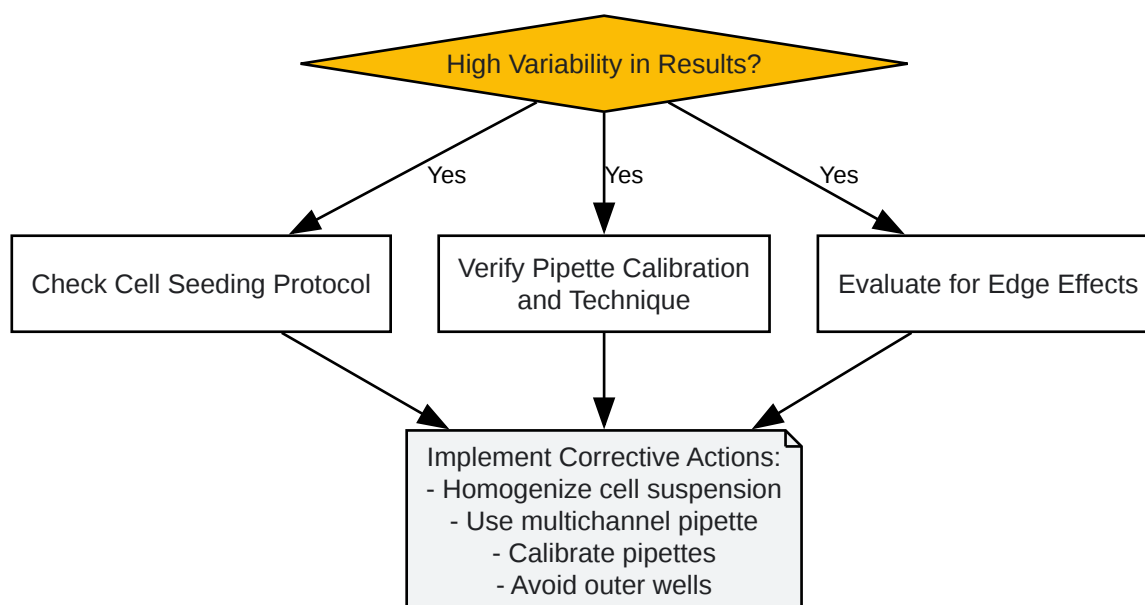 High Variability in Results?
Yes
Yes
Yes
Check Cell Seeding Protocol
Verify Pipette Calibration
and Technique
Evaluate for Edge Effects
Implement Corrective Actions:
- Homogenize cell suspension
- Use multichannel pipette
- Calibrate pipettes
- Avoid outer wells